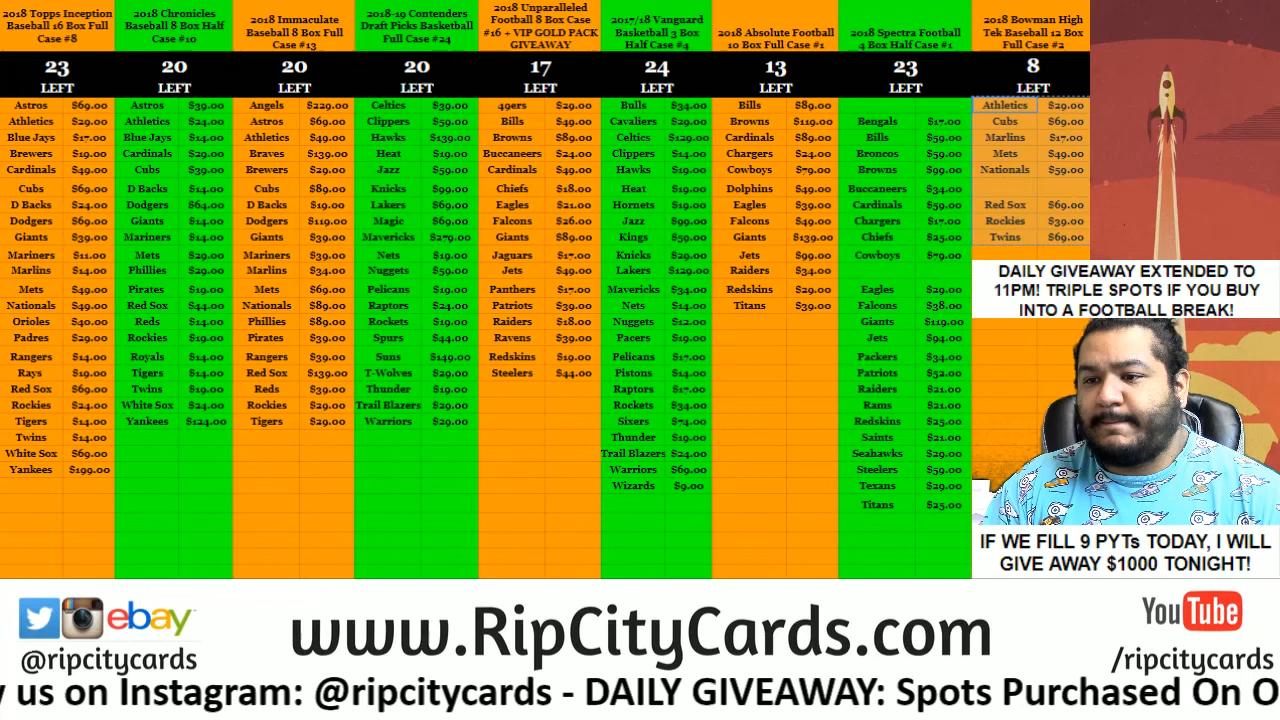 2018 Topps Inception
Baseball 16 Box Full
Case #8
23
LEFT
Astros $69.00
Athletics $29.00
Blue Jays $17.00
Brewers $19.00
Cardinals $49.00
Cubs $69.00
D Backs $24.00
Dodgers $69.00
Giants $39.00
Mariners $11.00
Marlins $14.00
Mets $49.00
Nationals $49.00
Orioles $40.00
Padres $29.00
Rangers $14.00
Rays $19.00
Red Sox $69.00
Rockies $24.00
Tigers $14.00
Twins $14.00
White Sox $69.00
Yankees $199.00
2018 Chronicles
Baseball 8 Box Half
Case #10
20
LEFT
Astros $39.00
Athletics $24.00
Blue Jays $14.00
Cardinals $29.00
Cubs $39.00
D Backs $14.00
Dodgers $64.00
Giants $14.00
Mariners $14.00
Mets $29.00
Phillies $29.00
Pirates $19.00
Red Sox $44.00
Reds $14.00
Rockies $19.00
Royals $14.00
Tigers $14.00
Twins $19.00
White Sox $24.00
Yankees $124.00
2018 Immaculate
Baseball 8 Box Full
Case #13
20
LEFT
Angels $229.00
Astros $69.00
Athletics $49.00
Braves $139.00
Brewers $29.00
Cubs $89.00
D Backs $19.00
Dodgers $119.00
Giants $39.00
Mariners $39.00
Marlins $34.00
Mets $69.00
Nationals $89.00
Phillies $89.00
Pirates $39.00
Rangers $39.00
Red Sox $139.00
Reds $39.00
Rockies $29.00
Tigers $29.00
2018-19 Contenders
Draft Picks Basketball
Full Case #24
20
LEFT
Celtics $39.00
Clippers $59.00
Hawks $139.00
Heat $19.00
Jazz $59.00
Knicks $99.00
Lakers $69.00
Magic $69.00
Mavericks $279.00
Nets $19.00
Nuggets $59.00
Pelicans $19.00
Raptors $24.00
Rockets $19.00
Spurs $44.00
Suns $149.00
T-Wolves $29.00
Thunder $19.00
Trail Blazers $29.00
Warriors $29.00
2018 Unparalleled
Football 8 Box Case
#16 + VIP GOLD PACK
GIVEAWAY
17
LEFT
49ers $29.00
Bills $49.00
Browns $89.00
Buccaneers $24.00
Cardinals $49.00
Chiefs $18.00
Eagles $21.00
Falcons $26.00
Giants $89.00
Jaguars $17.00
Jets $49.00
Panthers $17.00
Patriots $39.00
Raiders $18.00
Ravens $39.00
Redskins $19.00
Steelers $44.00
2017/18 Vanguard
Basketball 3 Box
Half Case #4
24
LEFT
Bulls $34.00
Cavaliers $29.00
Celtics $129.00
Clippers $14.00
Hawks $19.00
Heat $19.00
Hornets $19.00
Jazz $99.00
Kings $59.00
Knicks $29.00
Lakers $129.00
Mavericks $34.00
Nets $14.00
Nuggets $12.00
Pacers $19.00
Pelicans $17.00
Pistons $14.00
Raptors $17.00
Rockets $34.00
Sixers $74.00
Thunder $19.00
Trail Blazers $24.00
Warriors $69.00
Wizards $9.00
2018 Absolute Football
10 Box Full Case #1
13
LEFT
Bills $89.00
Browns $119.00
Cardinals $89.00
Chargers $24.00
Cowboys $79.00
Dolphins $49.00
Eagles $39.00
Falcons $49.00
Giants $139.00
Jets $99.00
Raiders $34.00
Redskins $29.00
Titans $39.00
2018 Spectra Football
4 Box Half Case #1
23
LEFT
Bengals $17.00
Bills $59.00
Broncos $59.00
Browns $99.00
Buccaneers $34.00
Cardinals $59.00
Chargers $17.00
Chiefs $25.00
Cowboys $79.00
Eagles $29.00
Falcons $38.00
Giants $119.00
Jets $94.00
Packers $34.00
Patriots $52.00
Raiders $21.00
Rams $21.00
Redskins $25.00
Saints $21.00
Seahawks $29.00
Steelers $59.00
Texans $29.00
Titans $25.00
2018 Bowman High
Tek Baseball 12 Box
Full Case #2
8
LEFT
Athletics $29.00
Cubs $69.00
Marlins $17.00
Mets $49.00
Nationals $59.00
Red Sox $69.00
Rockies $39.00
Twins $69.00
DAILY GIVEAWAY EXTENDED TO
11PM! TRIPLE SPOTS IF YOU BUY
INTO A FOOTBALL BREAK!
IF WE FILL 9 PYTs TODAY, I WILL
GIVE AWAY $1000 TONIGHT!
ebay
@ripcitycards
www.RipCityCards.com
YouTube
/ripcitycards
y us on Instagram: @ripcitycards - DAILY GIVEAWAY: Spots Purchased On O